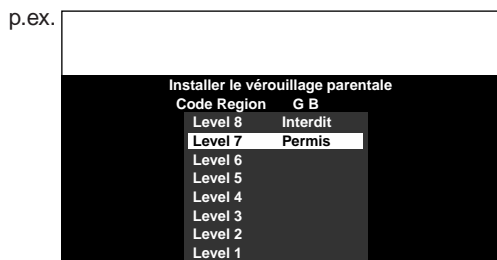 p.ex.
Installer le vérouillage parentale
Code Region G B
Level 8 Interdit
Level 7 Permis
Level 6
Level 5
Level 4
Level 3
Level 2
Level 1